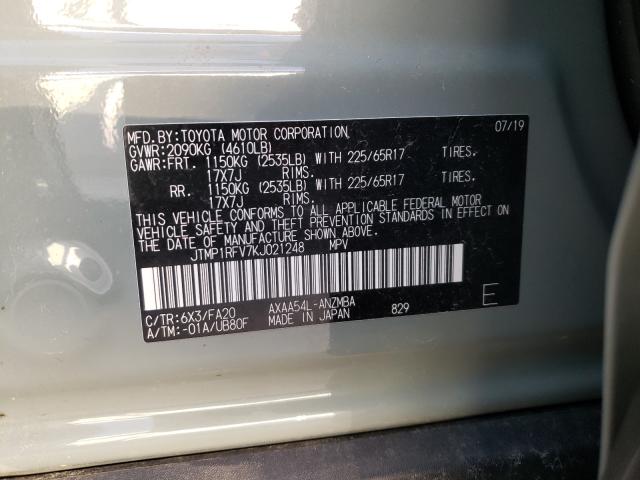 MFD.BY:TOYOTA MOTOR CORPORATION 07/19
GVWR:2090KG (4610LB)
GAWR:FRT. 1150KG (2535LB) WITH 225/65R17 TIRES.
17X7J RIMS.
RR. 1150KG (2535LB) WITH 225/65R17 TIRES.
17X7J RIMS.
THIS VEHICLE CONFORMS TO ALL APPLICABLE FEDERAL MOTOR
VEHICLE SAFETY AND THEFT PREVENTION STANDARDS IN EFFECT ON
THE DATE OF MANUFACTURE SHOWN ABOVE.
JTMP1RFV7KJ021248 MPV
C/TR:6X3/FA20 AXAA54L-ANZMBA 829 E
A/TM:-01A/UB80F MADE IN JAPAN